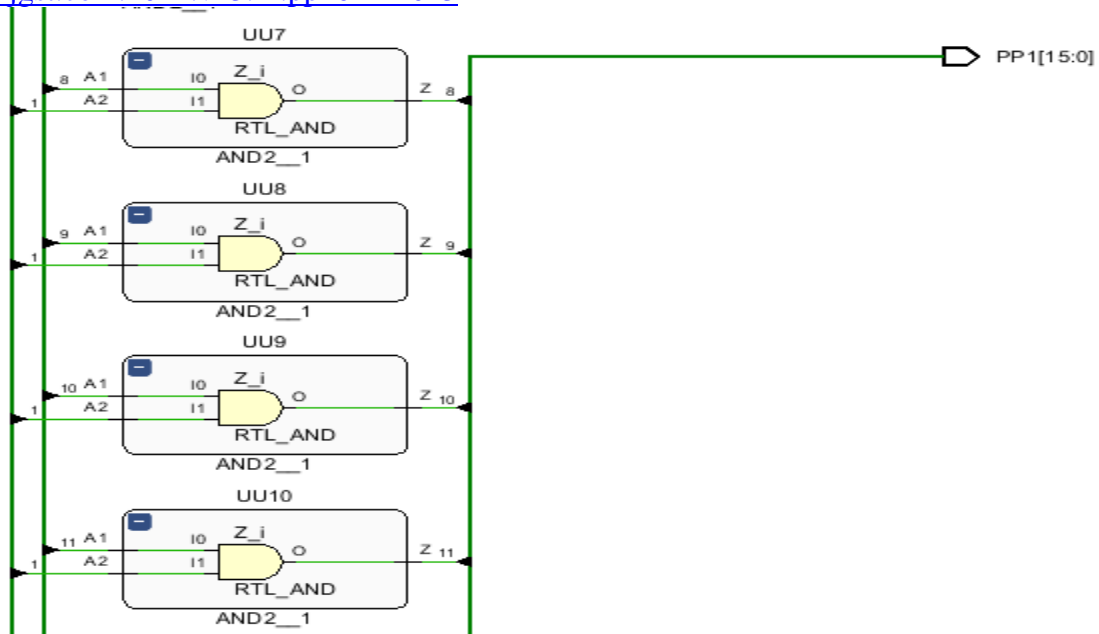 UU7
8 A1 I0 Z_i O Z 8
1 A2 I1
RTL_AND
AND2__1
PP1[15:0]
UU8
9 A1 I0 Z_i O Z 9
1 A2 I1
RTL_AND
AND2__1
UU9
10 A1 I0 Z_i O Z 10
1 A2 I1
RTL_AND
AND2__1
UU10
11 A1 I0 Z_i O Z 11
1 A2 I1
RTL_AND
AND2__1